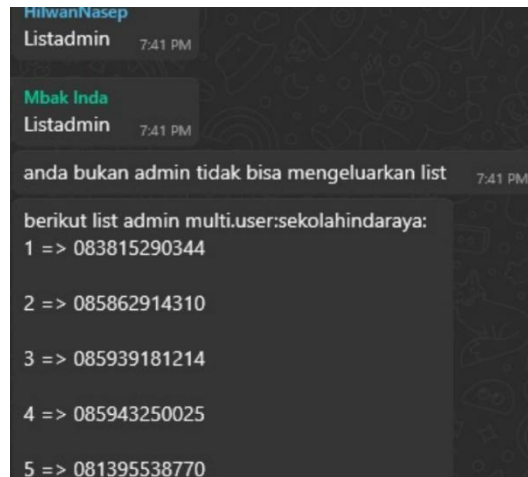 HilwanNasep
Listadmin 7:41 PM
Mbak Inda
Listadmin 7:41 PM
anda bukan admin tidak bisa mengeluarkan list 7:41 PM
berikut list admin multi.user:sekolahindaraya:
1 => 083815290344
2 => 085862914310
3 => 085939181214
4 => 085943250025
5 => 081395538770